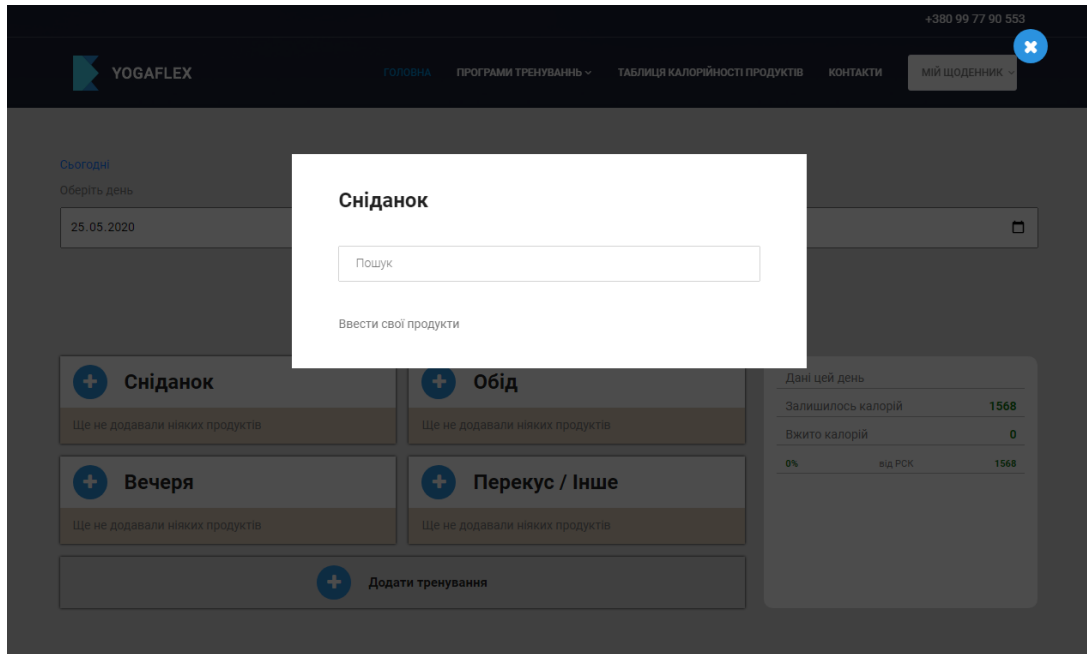 +380 99 77 90 553
YOGAFLEX
ГОЛОВНА ПРОГРАМИ ТРЕНУВАННЬ ТАБЛИЦЯ КАЛОРІЙНОСТІ ПРОДУКТІВ КОНТАКТИ МІЙ ЩОДЕННИК
Сьогодні
Оберіть день
25.05.2020
Сніданок
Пошук
Ввести свої продукти
Сніданок
Ще не додавали ніяких продуктів
Обід
Ще не додавали ніяких продуктів
Вечеря
Ще не додавали ніяких продуктів
Перекус / Інше
Ще не додавали ніяких продуктів
Додати тренування
Дані цей день
Залишилось калорій 1568
Вжито калорій 0
0% від РСК 1568